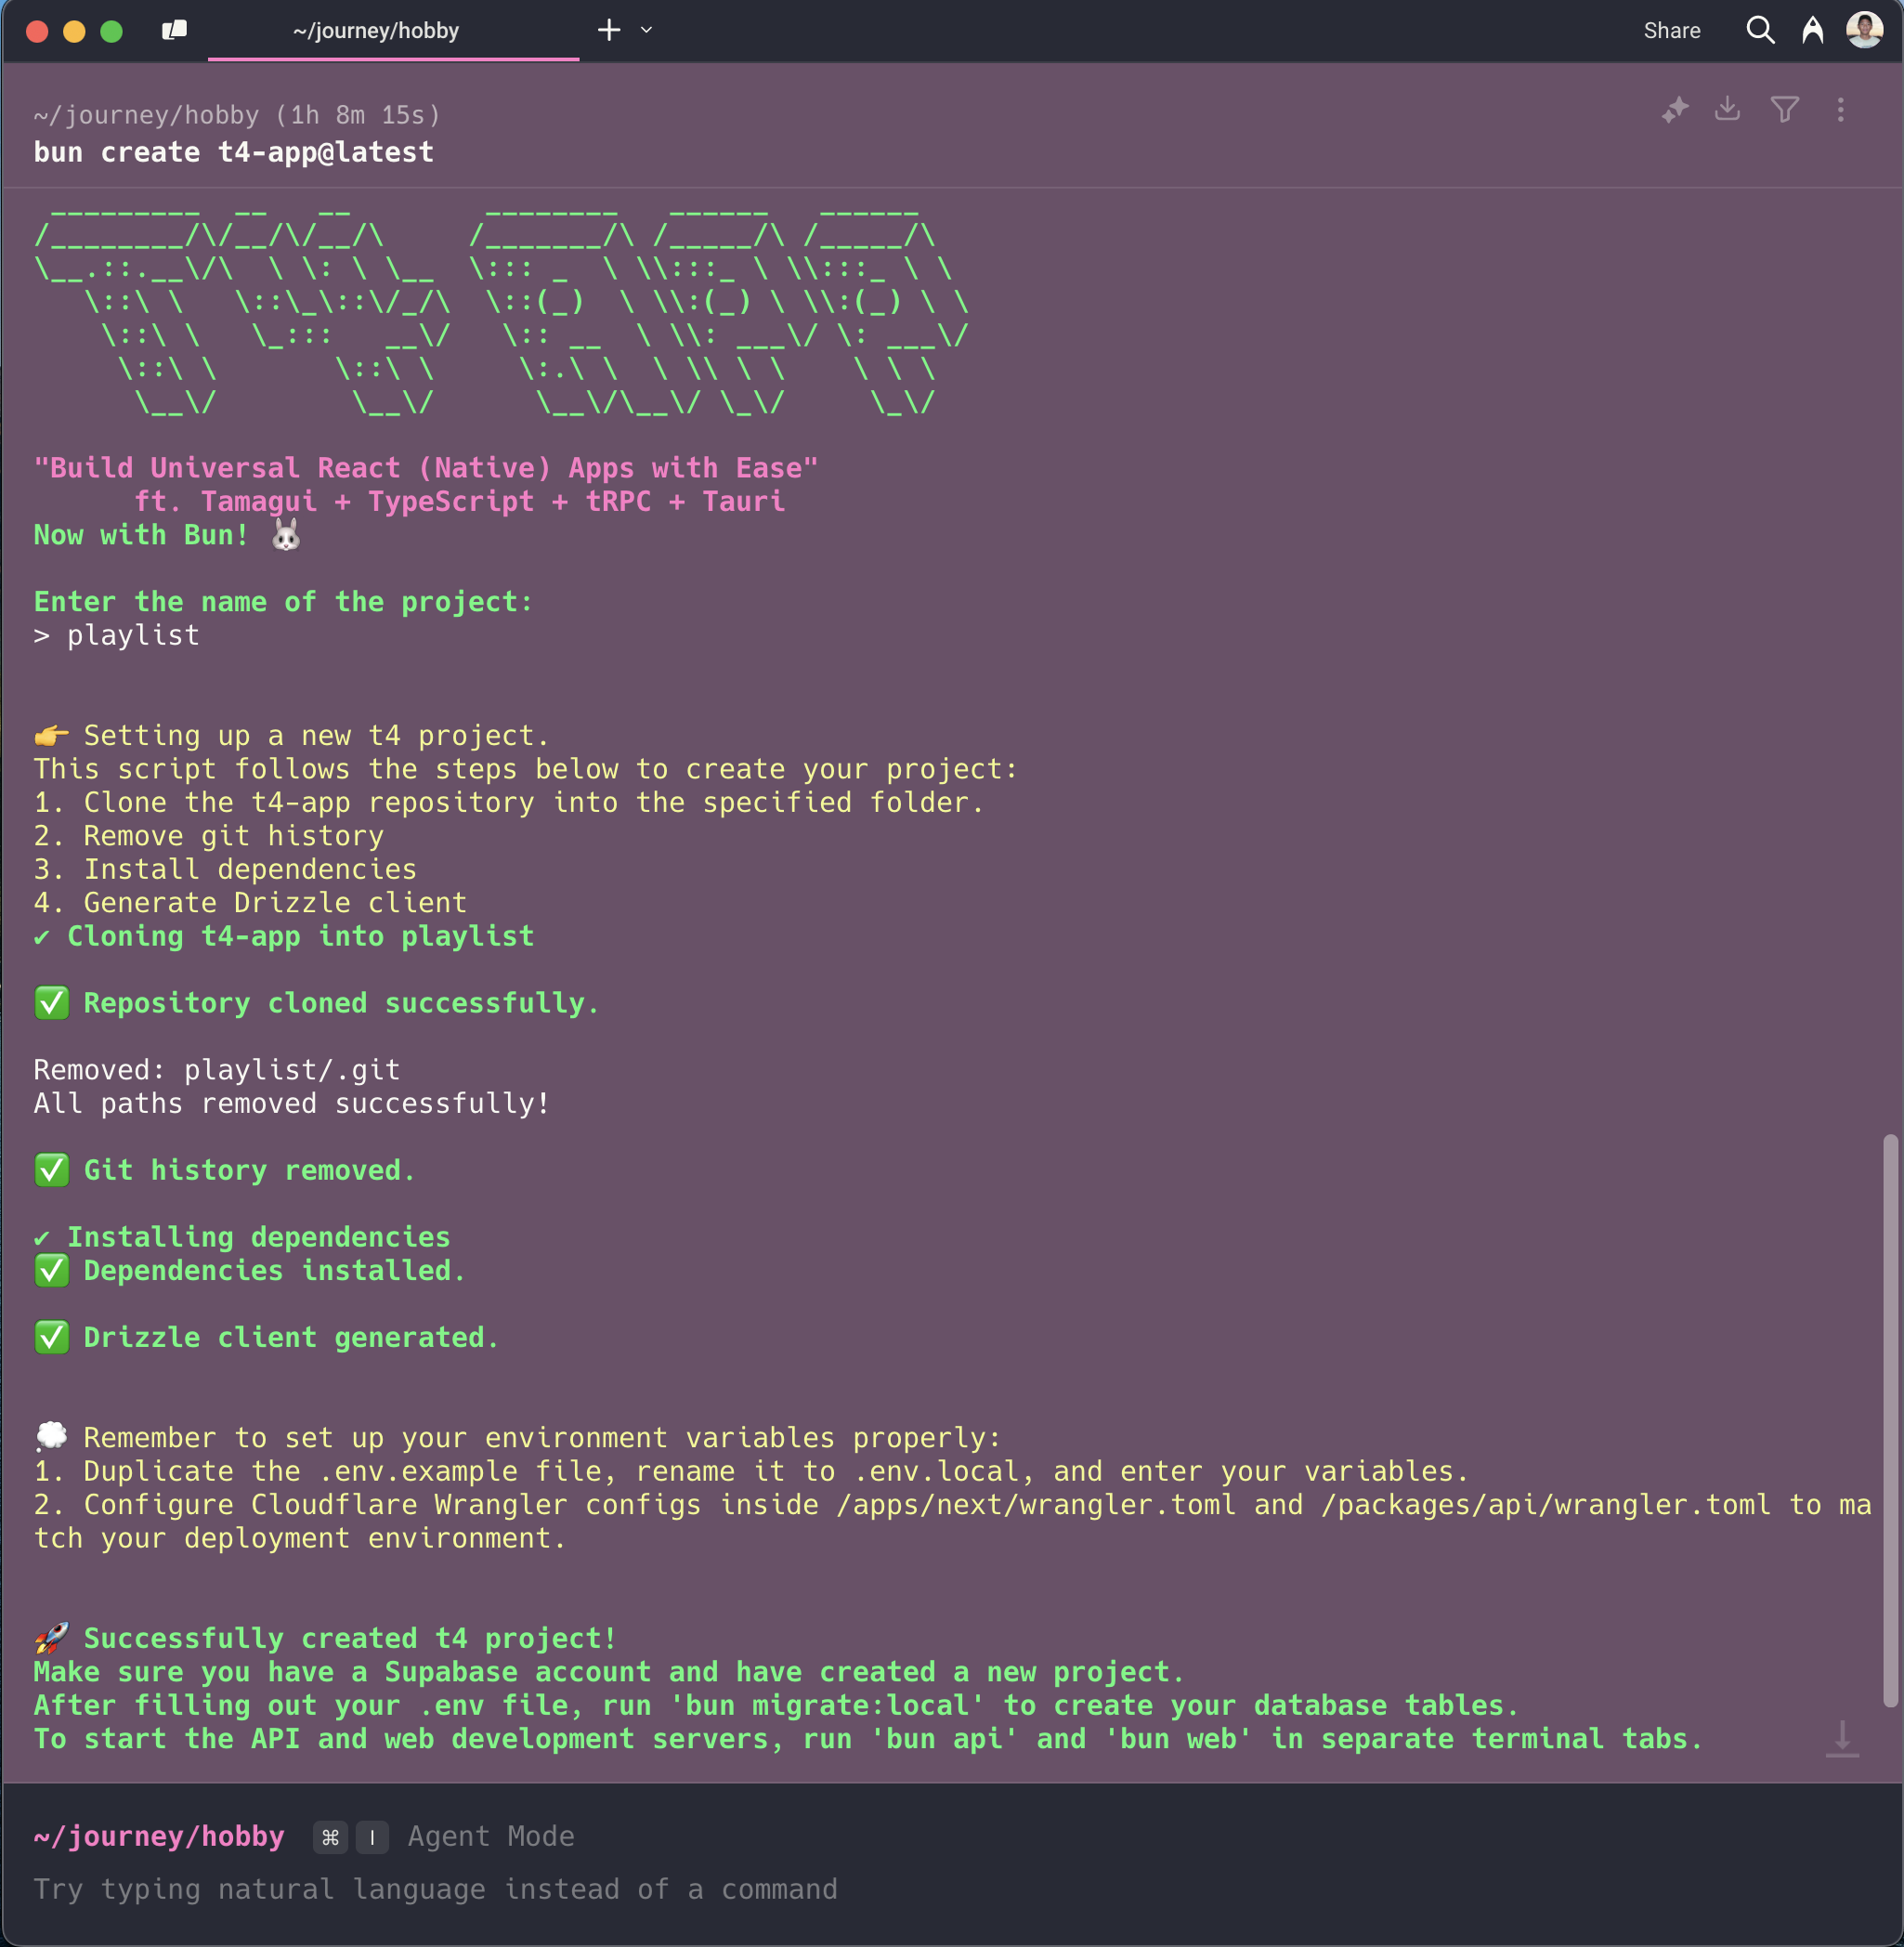 ~/journey/hobby
Share
~/journey/hobby (1h 8m 15s)
bun create t4-app@latest
 _________  __   __        ________   ______   ______
/________/\/__/\/__/\     /_______/\ /_____/\ /_____/\
\__.::.__\/\  \ \: \ \__  \::: _  \ \\:::_ \ \\:::_ \ \
   \::\ \   \::\_\::\/_/\  \::(_)  \ \\:(_) \ \\:(_) \ \
    \::\ \   \_:::   __\/   \:: __  \ \\: ___\/ \: ___\/
     \::\ \       \::\ \     \:.\ \  \ \\ \ \    \ \ \
      \__\/        \__\/      \__\/\__\/ \_\/     \_\/
"Build Universal React (Native) Apps with Ease"
ft. Tamagui + TypeScript + tRPC + Tauri
Now with Bun! 🐰
Enter the name of the project:
> playlist
👉 Setting up a new t4 project.
This script follows the steps below to create your project:
1. Clone the t4-app repository into the specified folder.
2. Remove git history
3. Install dependencies
4. Generate Drizzle client
✔ Cloning t4-app into playlist
✅ Repository cloned successfully.
Removed: playlist/.git
All paths removed successfully!
✅ Git history removed.
✔ Installing dependencies
✅ Dependencies installed.
✅ Drizzle client generated.
💭 Remember to set up your environment variables properly:
1. Duplicate the .env.example file, rename it to .env.local, and enter your variables.
2. Configure Cloudflare Wrangler configs inside /apps/next/wrangler.toml and /packages/api/wrangler.toml to ma
tch your deployment environment.
🚀 Successfully created t4 project!
Make sure you have a Supabase account and have created a new project.
After filling out your .env file, run 'bun migrate:local' to create your database tables.
To start the API and web development servers, run 'bun api' and 'bun web' in separate terminal tabs.
~/journey/hobby ⌘ I Agent Mode
Try typing natural language instead of a command